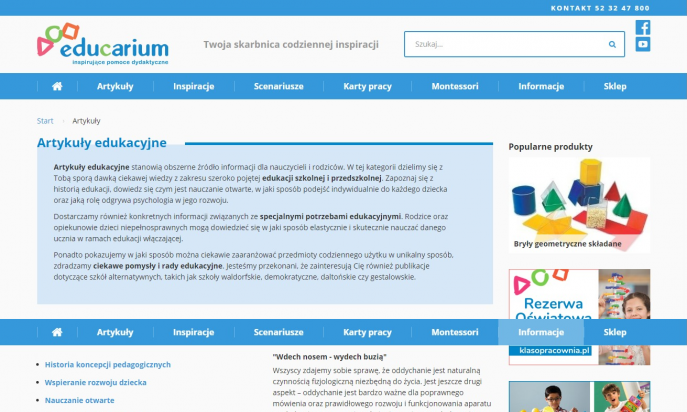 KONTAKT 52 32 47 800
educarium
inspirujące pomoce dydaktyczne
Twoja skarbnica codziennej inspiracji
Szukaj...
Artykuły Inspiracje Scenariusze Karty pracy Montessori Informacje Sklep
Start › Artykuły
Artykuły edukacyjne
Artykuły edukacyjne stanowią obszerne źródło informacji dla nauczycieli i rodziców. W tej kategorii dzielimy się z
Tobą sporą dawką ciekawej wiedzy z zakresu szeroko pojętej edukacji szkolnej i przedszkolnej. Zapoznaj się z
historią edukacji, dowiedz się czym jest nauczanie otwarte, w jaki sposób podejść indywidualnie do każdego dziecka
oraz jaką rolę odgrywa psychologia w jego rozwoju.
Dostarczamy również konkretnych informacji związanych ze specjalnymi potrzebami edukacyjnymi. Rodzice oraz
opiekunowie dzieci niepełnosprawnych mogą dowiedzieć się w jaki sposób elastycznie i skutecznie nauczać danego
ucznia w ramach edukacji włączającej.
Ponadto pokazujemy w jaki sposób można ciekawie zaaranżować przedmioty codziennego użytku w unikalny sposób,
zdradzamy ciekawe pomysły i rady edukacyjne. Jesteśmy przekonani, że zainteresują Cię również publikacje
dotyczące szkół alternatywnych, takich jak szkoły waldorfskie, demokratyczne, daltońskie czy gestalowskie.
Popularne produkty
Bryły geometryczne składane
Rezerwa
Oświatowa
Artykuły Inspiracje Scenariusze Karty pracy Montessori Informacje Sklep
klasopracownia.pl
Historia koncepcji pedagogicznych
Wspieranie rozwoju dziecka
Nauczanie otwarte
"Wdech nosem - wydech buzią"
Wszyscy zdajemy sobie sprawę, że oddychanie jest naturalną
czynnością fizjologiczną niezbędną do życia. Jest jeszcze drugi
aspekt – oddychanie jest bardzo ważne dla poprawnego
mówienia oraz prawidłowego rozwoju i funkcjonowania aparatu